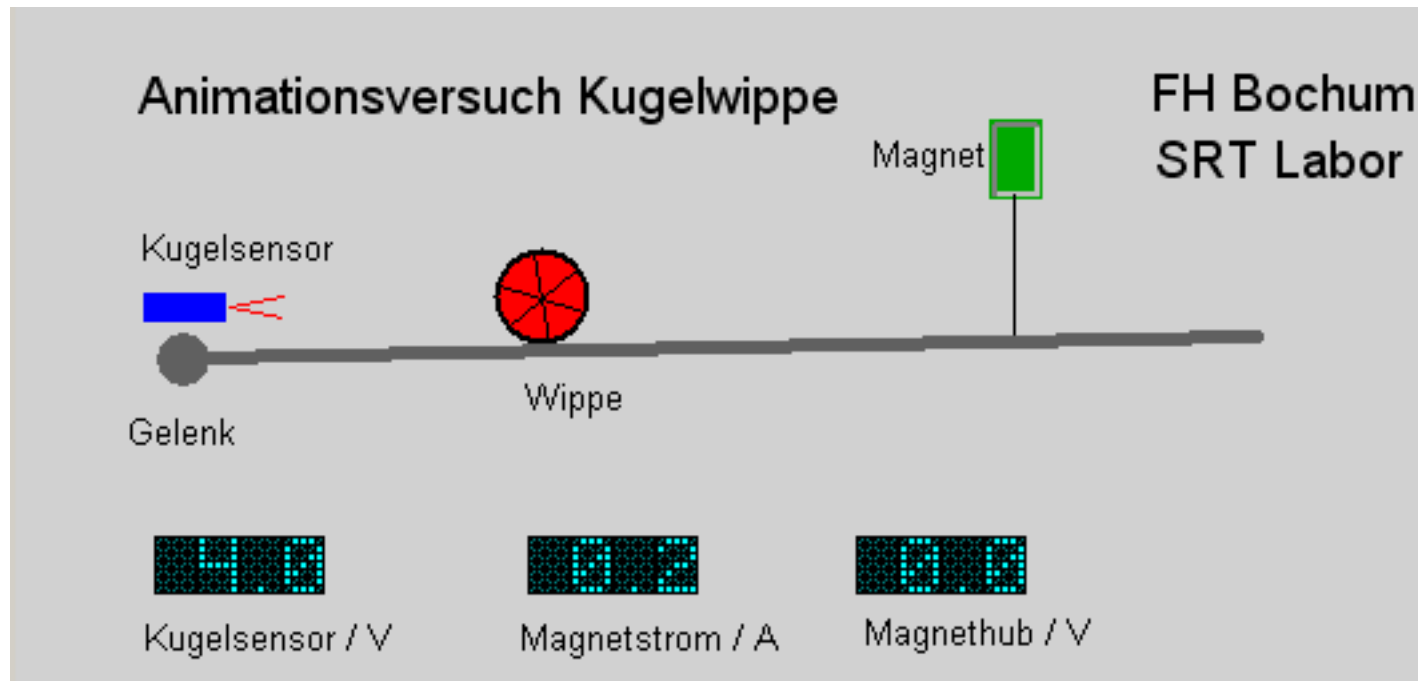 Animationsversuch Kugelwippe
FH Bochum
SRT Labor
Magnet
Kugelsensor
Wippe
Gelenk
4.0
0.2
0.0
Kugelsensor / V
Magnetstrom / A
Magnethub / V